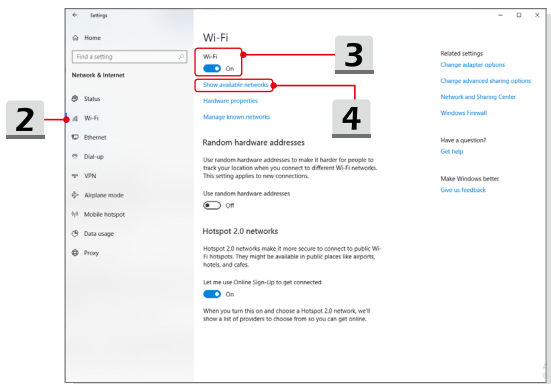 Settings
Home
Find a setting
Network & Internet
Status
Wi-Fi
Ethernet
Dial-up
VPN
Airplane mode
Mobile hotspot
Data usage
Proxy
2
Wi-Fi
Wi-Fi
On
3
Show available networks
4
Hardware properties
Manage known networks
Random hardware addresses
Use random hardware addresses to make it harder for people to
track your location when you connect to different Wi-Fi networks.
This setting applies to new connections.
Use random hardware addresses
Off
Hotspot 2.0 networks
Hotspot 2.0 networks make it more secure to connect to public Wi-
Fi hotspots. They might be available in public places like airports,
hotels, and cafes.
Let me use Online Sign-Up to get connected
On
When you turn this on and choose a Hotspot 2.0 network, we'll
show a list of providers to choose from so you can get online.
Related settings
Change adapter options
Change advanced sharing options
Network and Sharing Center
Windows Firewall
Have a question?
Get help
Make Windows better
Give us feedback